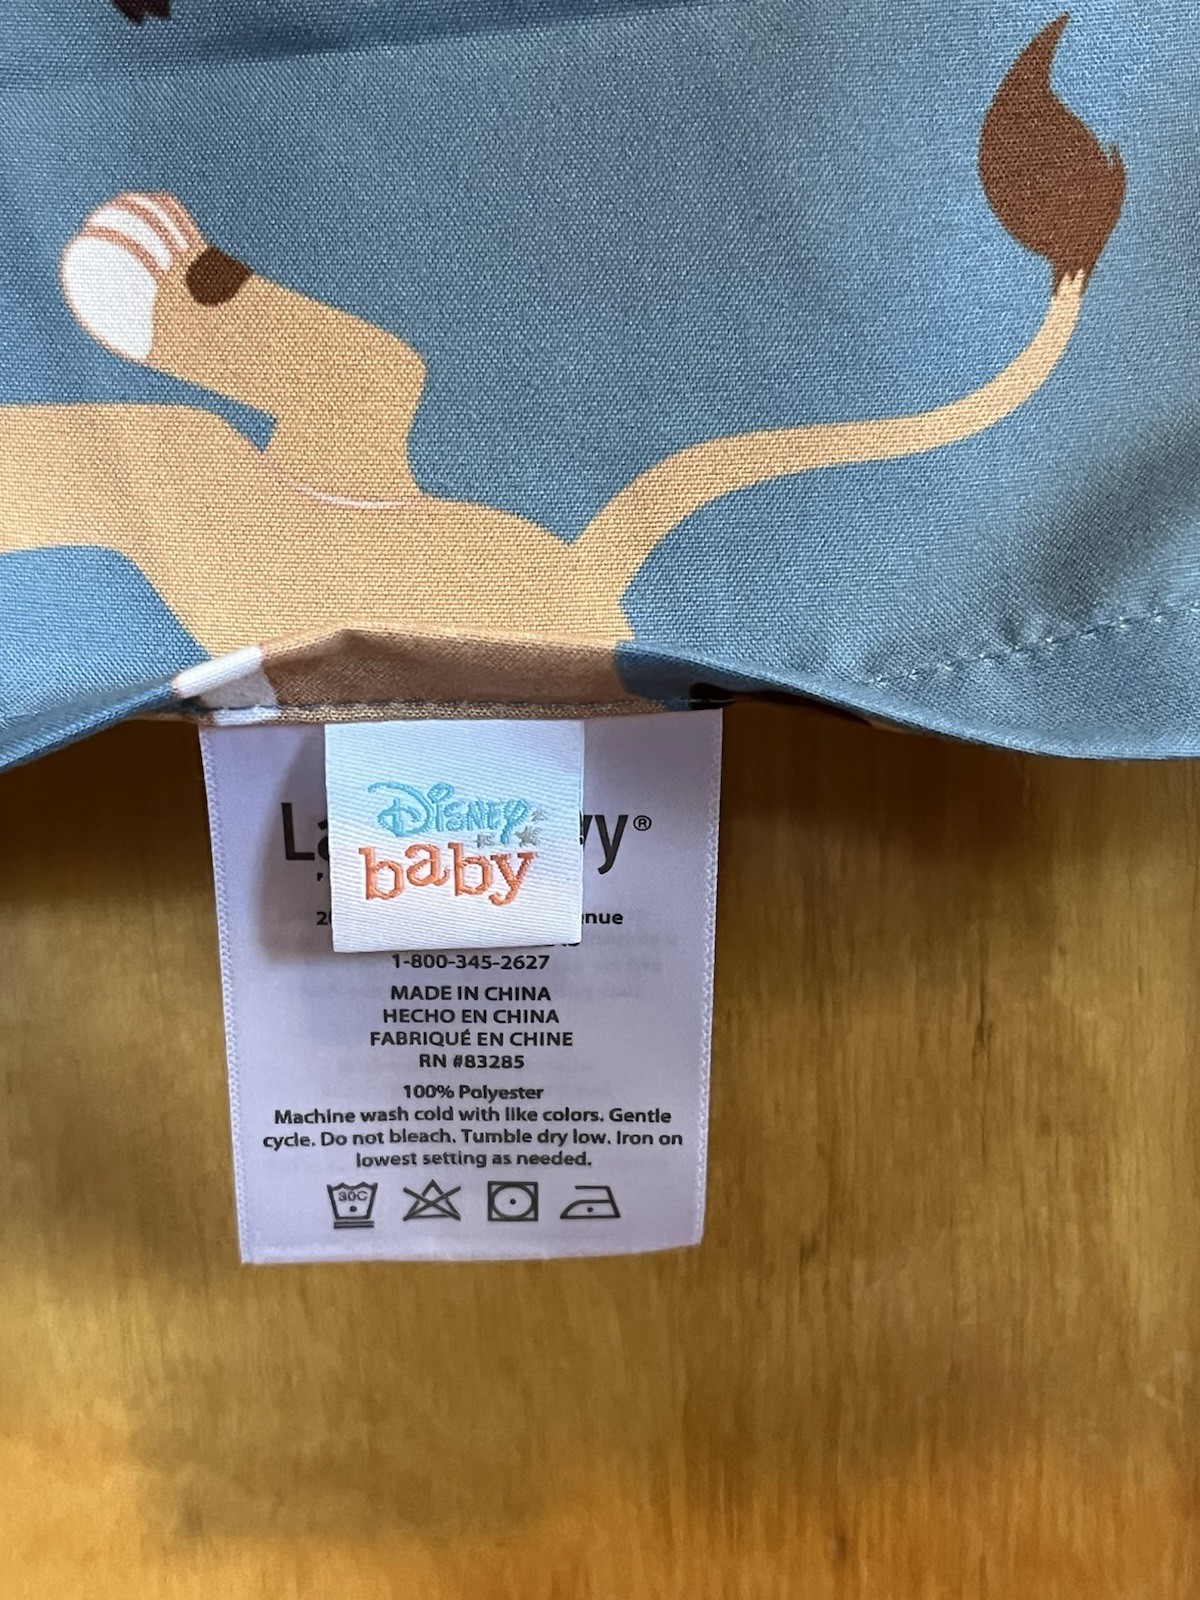 Disney
baby
1-800-345-2627
MADE IN CHINA
HECHO EN CHINA
FABRIQUÉ EN CHINE
RN #83285
100% Polyester
Machine wash cold with like colors. Gentle
cycle. Do not bleach. Tumble dry low. Iron on
lowest setting as needed.
30C